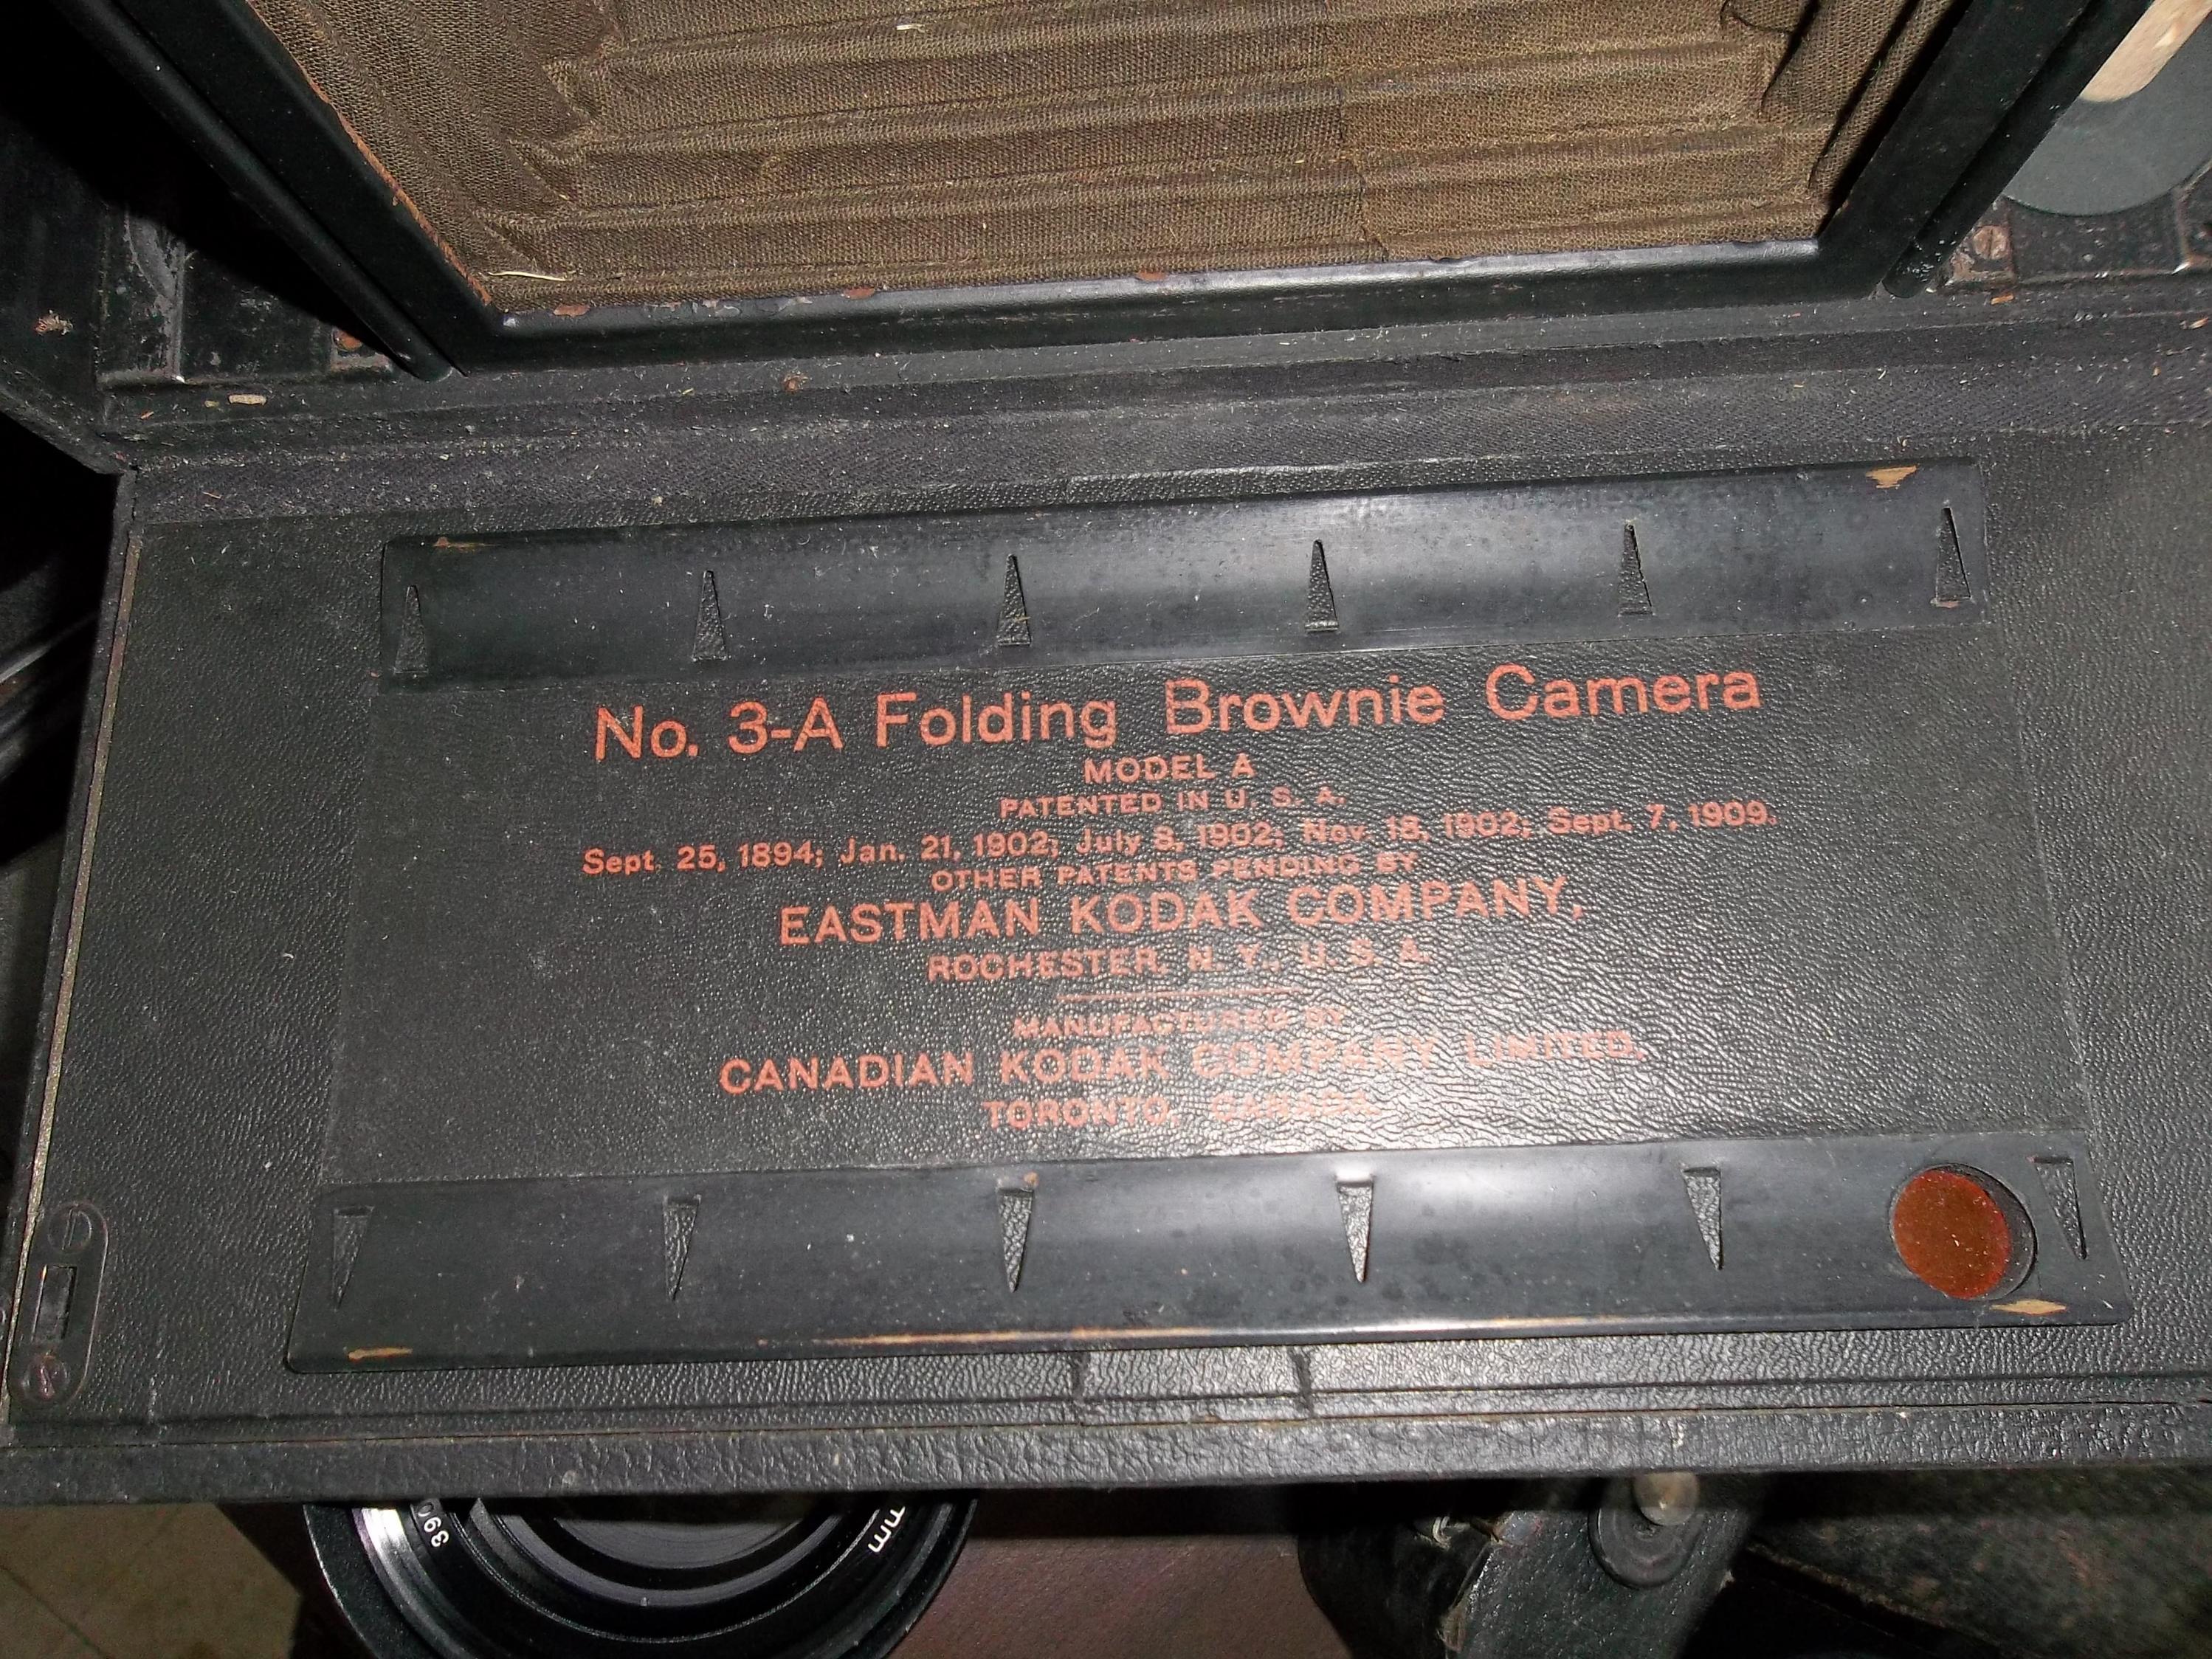 No. 3-A Folding Brownie Camera
MODEL A
PATENTED IN U. S. A.
Sept. 25, 1894; Jan. 21, 1902; July 8, 1902; Nov. 18, 1902; Sept. 7, 1909.
OTHER PATENTS PENDING BY
EASTMAN KODAK COMPANY,
ROCHESTER, N. Y., U. S. A.
MANUFACTURED BY
CANADIAN KODAK COMPANY LIMITED,
TORONTO, CANADA.
mm